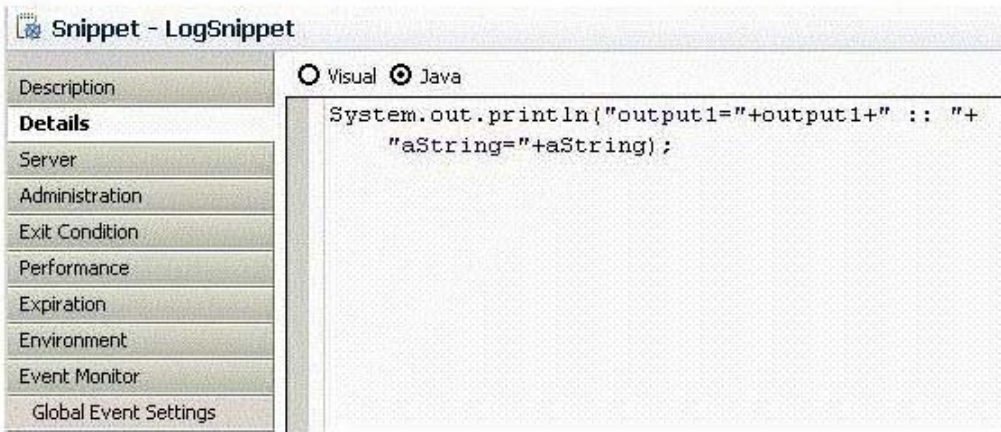 Snippet - LogSnippet
Description
Details
Server
Administration
Exit Condition
Performance
Expiration
Environment
Event Monitor
Global Event Settings
Visual Java
System.out.println("output1="+output1+" :: "+
"aString="+aString);